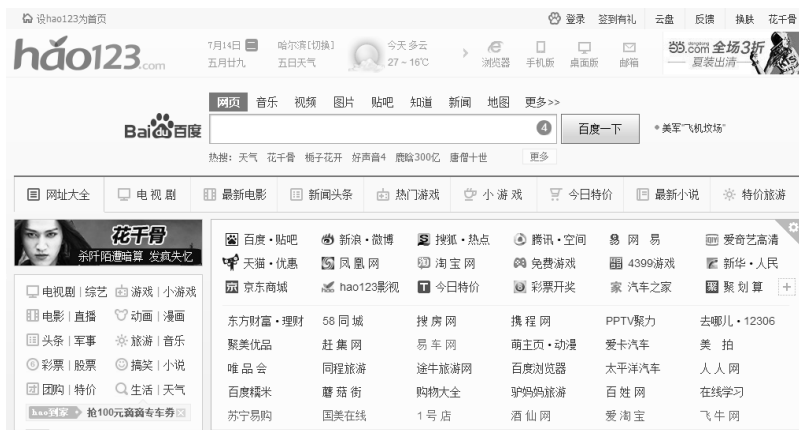 设hao123为首页 登录 签到有礼 云盘 反馈 换肤 花千骨
hao123.com 7月14日 二 哈尔滨[切换] 今天 多云 浏览器 手机版 桌面版 邮箱 .com 全场3折
五月廿九 五日天气 27 ~ 16℃ 夏装出清
网页 音乐 视频 图片 贴吧 知道 新闻 地图 更多>>
Bai百度 4 百度一下 美军"飞机坟场"
热搜: 天气 花千骨 栀子花开 好声音4 鹿晗300亿 唐僧十世 更多
网址大全 电视剧 最新电影 新闻头条 热门游戏 小游戏 今日特价 最新小说 特价旅游
花千骨
杀阡陌遭暗算 发疯失忆
电视剧 | 综艺 游戏 | 小游戏
电影 | 直播 动画 | 漫画
头条 | 军事 旅游 | 音乐
彩票 | 股票 搞笑 | 小说
团购 | 特价 生活 | 天气
hao到家 抢100元滴滴专车券
百度•贴吧 新浪•微博 搜狐•热点 腾讯•空间 网易 爱奇艺高清
天猫•优惠 凤凰网 淘宝网 免费游戏 4399游戏 新华•人民
京东商城 hao123影视 今日特价 彩票开奖 汽车之家 聚划算
东方财富•理财 58同城 搜房网 携程网 PPTV聚力 去哪儿•12306
聚美优品 赶集网 易车网 萌主页•动漫 爱卡汽车 美拍
唯品会 同程旅游 途牛旅游网 百度浏览器 太平洋汽车 人人网
百度糯米 蘑菇街 购物大全 驴妈妈旅游 百姓网 在线学习
苏宁易购 国美在线 1号店 酒仙网 爱淘宝 飞牛网